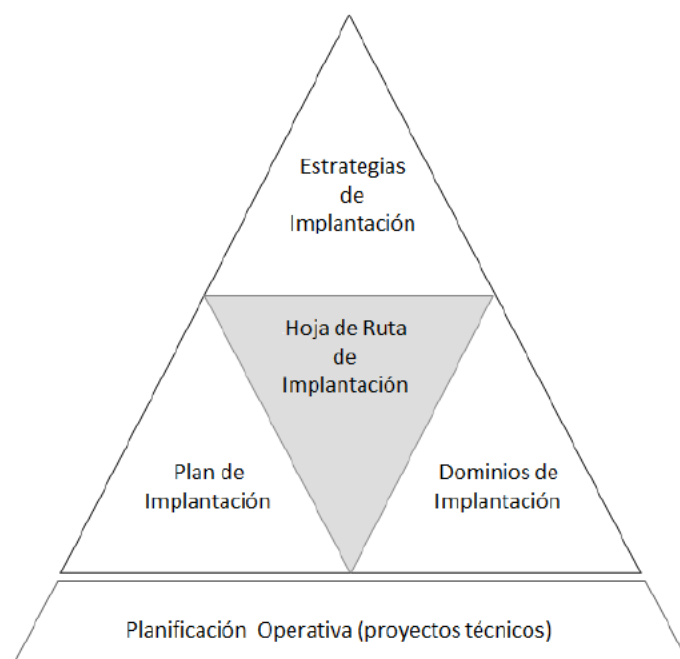 Estrategias
de
Implantación
Hoja de Ruta
de
Implantación
Plan de
Implantación
Dominios de
Implantación
Planificación Operativa (proyectos técnicos)